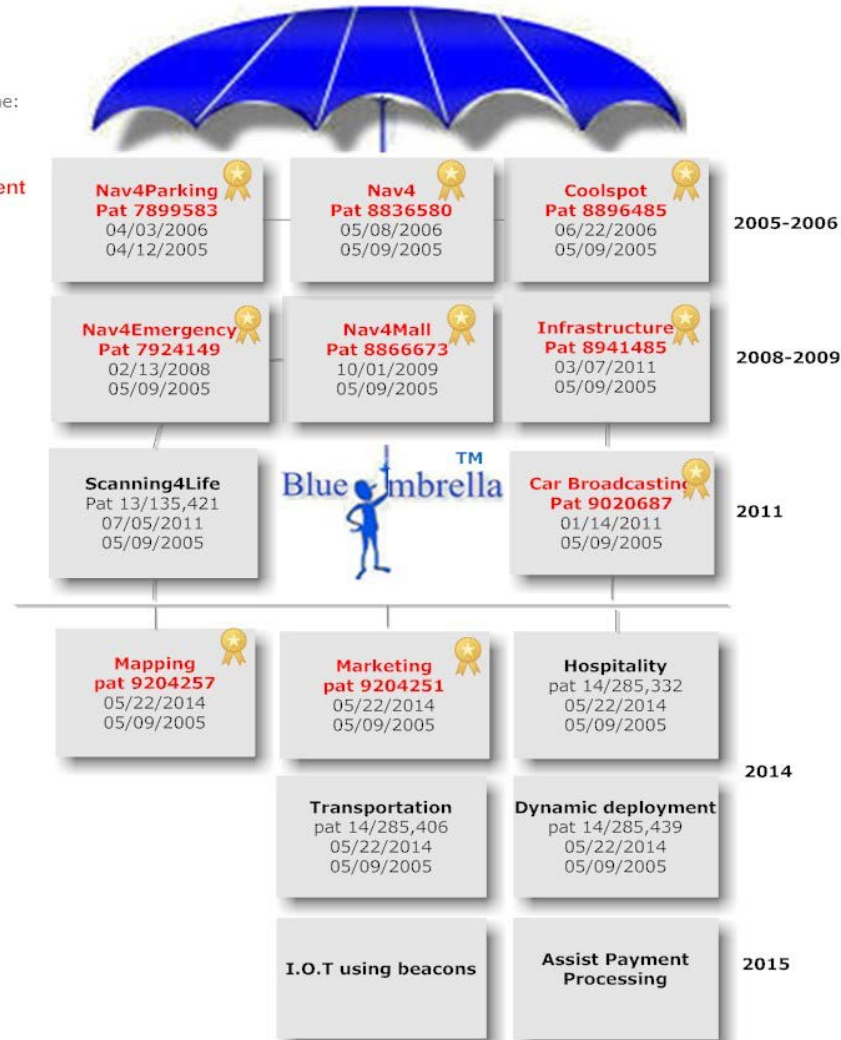 ne:
ent
Nav4Parking
Pat 7899583
04/03/2006
04/12/2005
Nav4
Pat 8836580
05/08/2006
05/09/2005
Coolspot
Pat 8896485
06/22/2006
05/09/2005
2005-2006
Nav4Emergency
Pat 7924149
02/13/2008
05/09/2005
Nav4Mall
Pat 8866673
10/01/2009
05/09/2005
Infrastructure
Pat 8941485
03/07/2011
05/09/2005
2008-2009
Scanning4Life
Pat 13/135,421
07/05/2011
05/09/2005
Blue mbrella TM
Car Broadcasting
Pat 9020687
01/14/2011
05/09/2005
2011
Mapping
pat 9204257
05/22/2014
05/09/2005
Marketing
pat 9204251
05/22/2014
05/09/2005
Hospitality
pat 14/285,332
05/22/2014
05/09/2005
2014
Transportation
pat 14/285,406
05/22/2014
05/09/2005
Dynamic deployment
pat 14/285,439
05/22/2014
05/09/2005
I.O.T using beacons
Assist Payment
Processing
2015